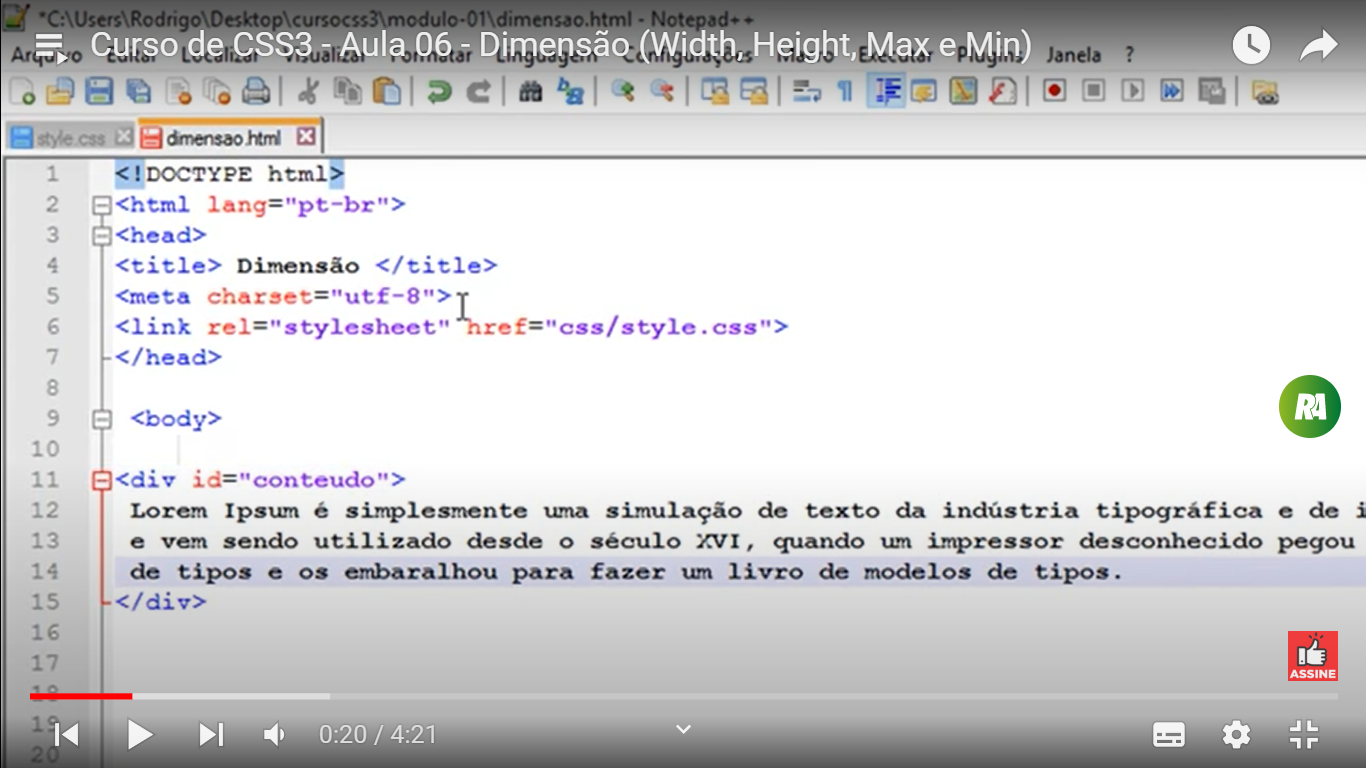 *C:\Users\Rodrigo\Desktop\cursocss3\modulo-01\dimensao.html - Notepad++
Curso de CSS3 - Aula 06 - Dimensão (Width, Height, Max e Min)
Arquivo Editar Localizar Visualizar Formatar Linguagem Configurações Macro Executar Plugins Janela ?
style.css dimensao.html
1 <!DOCTYPE html>
2 <html lang="pt-br">
3 <head>
4 <title> Dimensão </title>
5 <meta charset="utf-8">
6 <link rel="stylesheet" href="css/style.css">
7 </head>
8
9 <body>
10
11 <div id="conteudo">
12 Lorem Ipsum é simplesmente uma simulação de texto da indústria tipográfica e de i
13 e vem sendo utilizado desde o século XVI, quando um impressor desconhecido pegou
14 de tipos e os embaralhou para fazer um livro de modelos de tipos.
15 </div>
16
17
18
19
20
RA
ASSINE
0:20 / 4:21